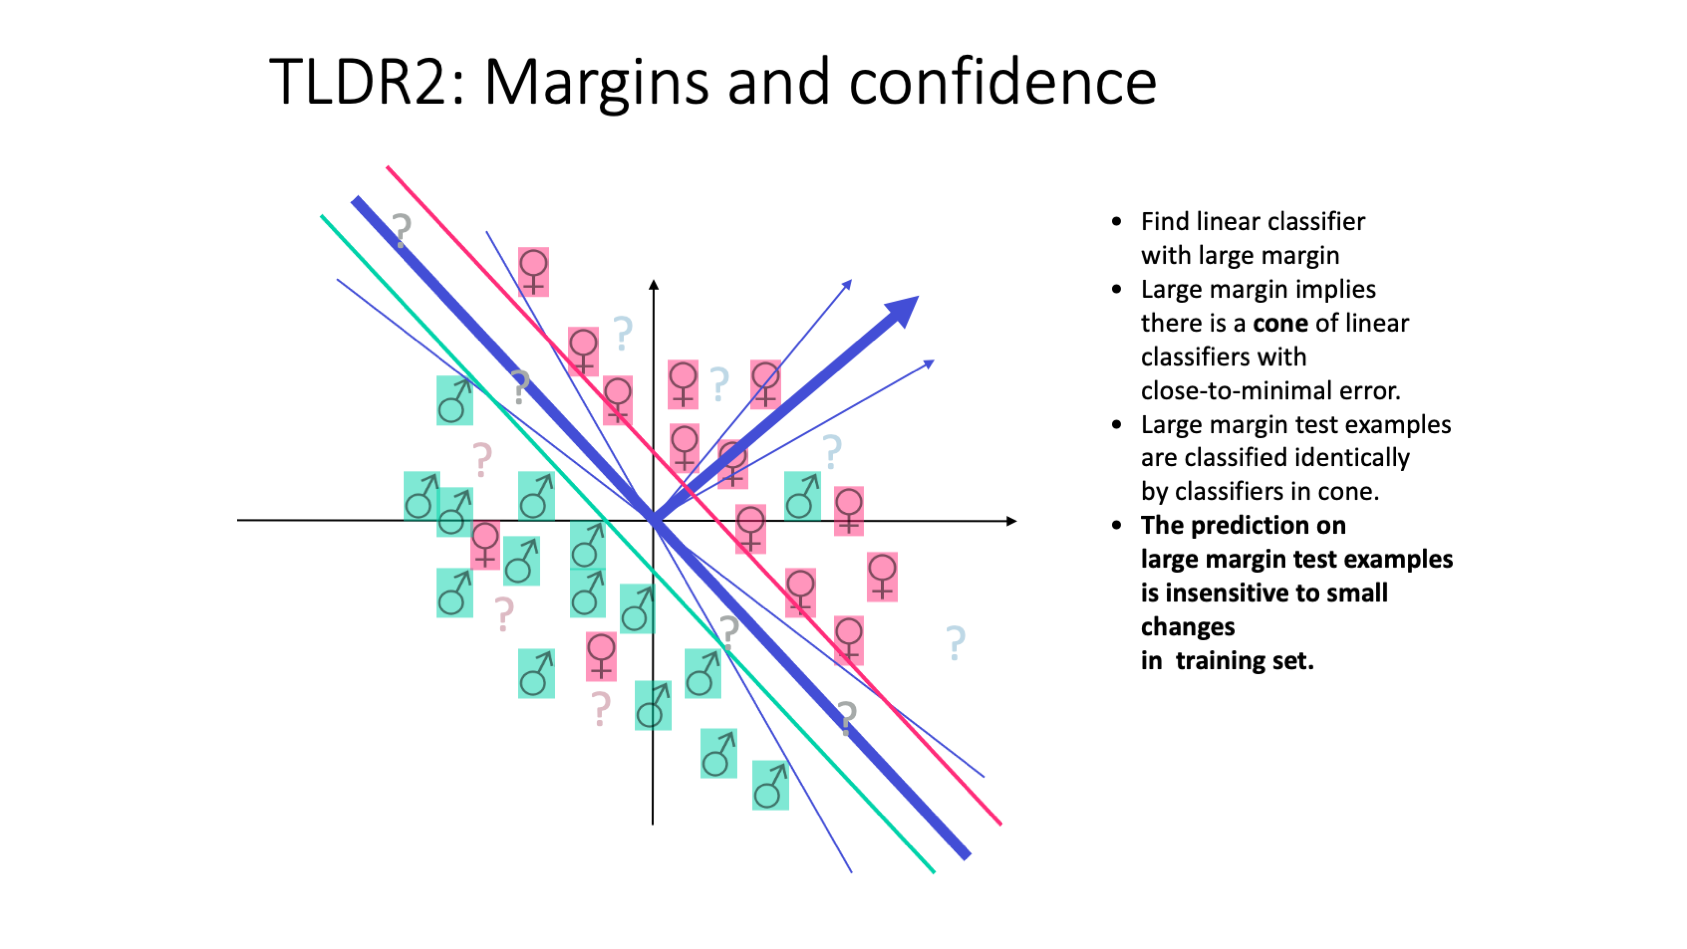 TLDR2: Margins and confidence
?
?
?
?
?
?
?
?
?
?
?
• Find linear classifier
with large margin
• Large margin implies
there is a cone of linear
classifiers with
close-to-minimal error.
• Large margin test examples
are classified identically
by classifiers in cone.
• The prediction on
large margin test examples
is insensitive to small
changes
in training set.